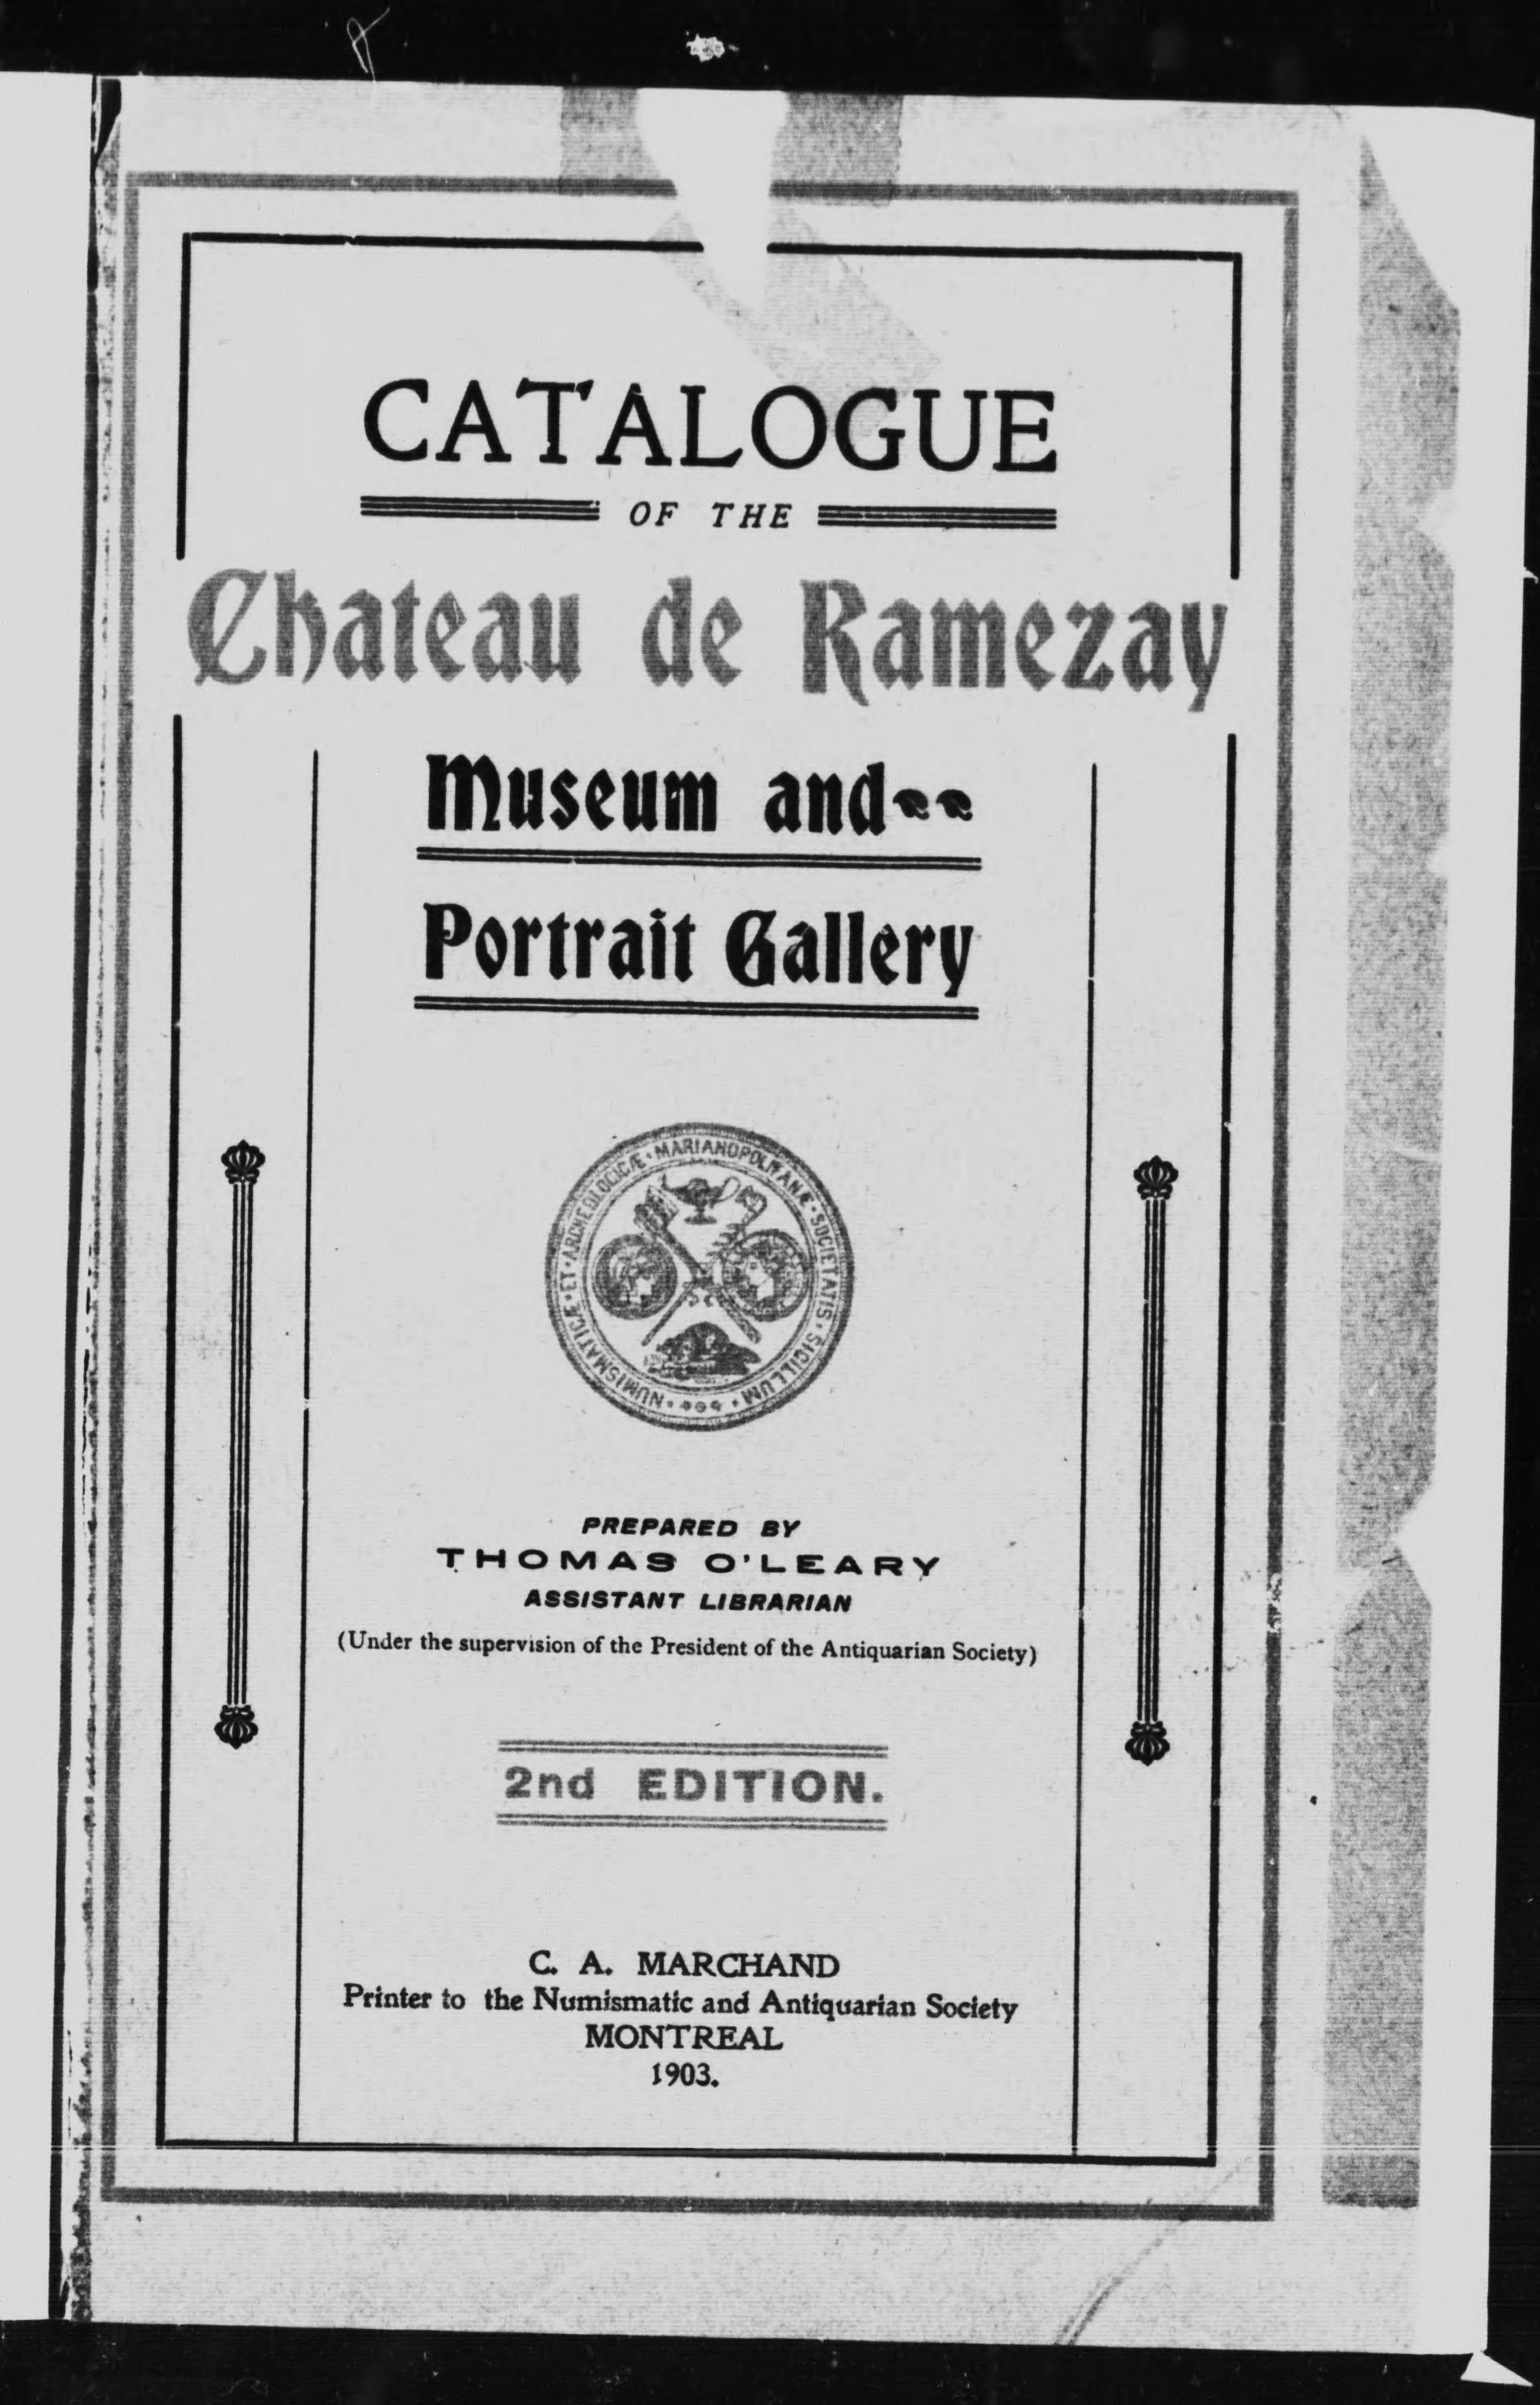 CATALOGUE
OF THE
Chateau de Ramezay
Museum and
Portrait Gallery
NUMISMATICÆ · ET · ARCHEOLOGICÆ · MARIANOPOLITANÆ · SOCIETATIS · SIGILLUM
PREPARED BY
THOMAS O'LEARY
ASSISTANT LIBRARIAN
(Under the supervision of the President of the Antiquarian Society)
2nd EDITION.
C. A. MARCHAND
Printer to the Numismatic and Antiquarian Society
MONTREAL
1903.